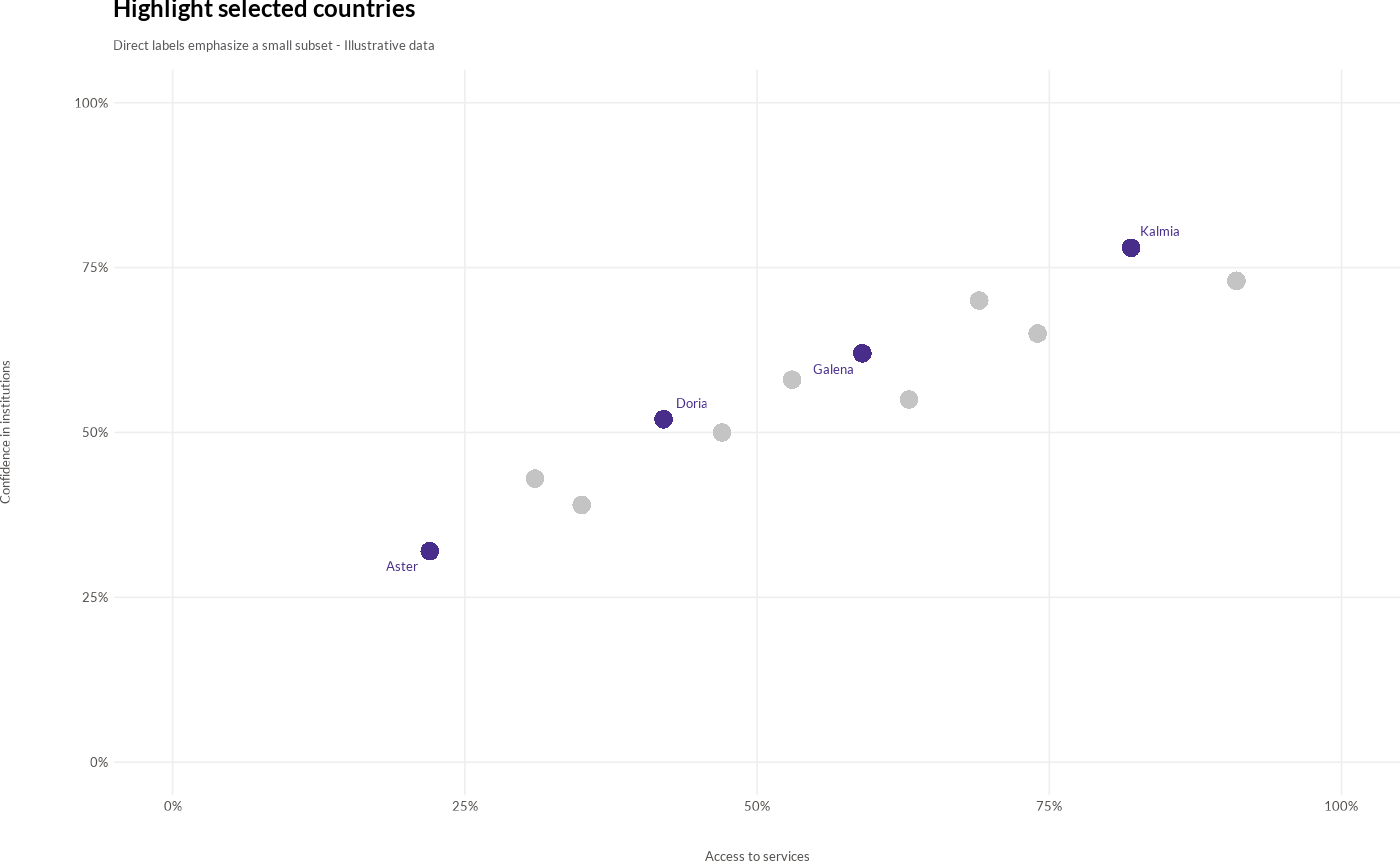 Highlight selected countries
Direct labels emphasize a small subset - Illustrative data
100%
75%
50%
25%
0%
Confidence in institutions
Kalmia
Galena
Doria
Aster
0%
25%
50%
75%
100%
Access to services